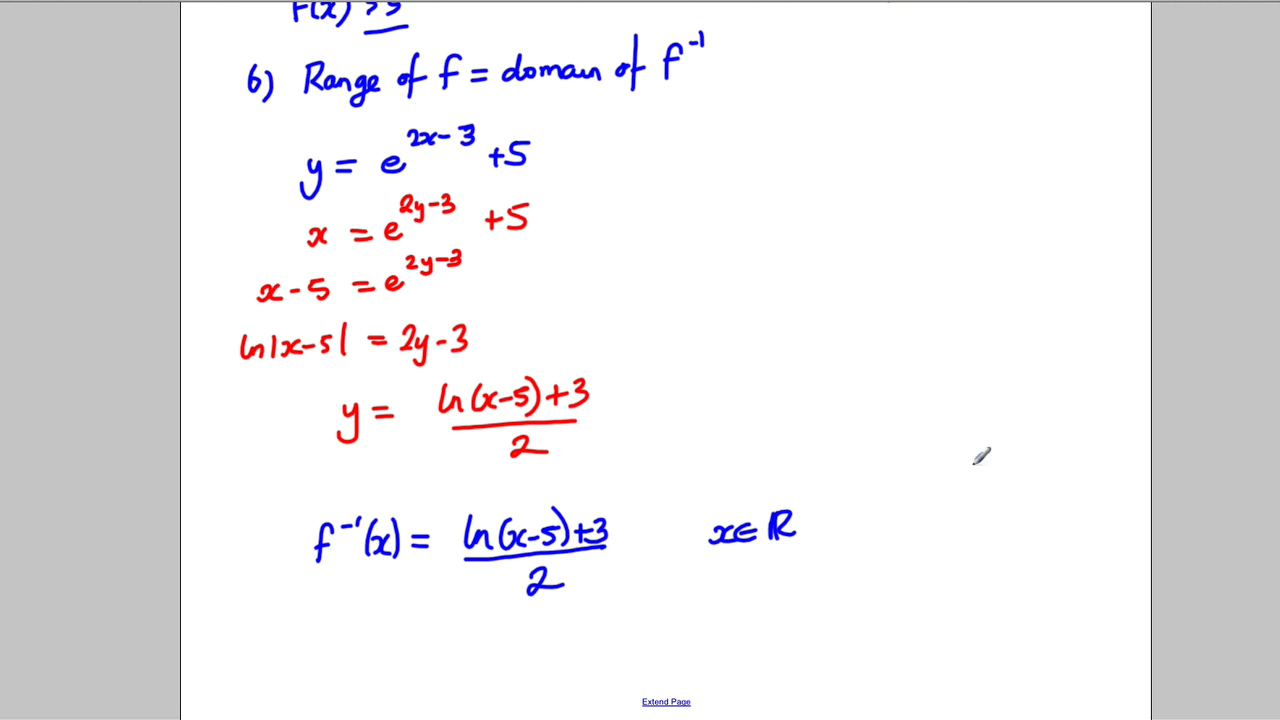 F(x) >5
6) Range of f = domain of f⁻¹
y = e^(2x-3) +5
x = e^(2y-3) +5
x - 5 = e^(2y-3)
ln|x-5| = 2y-3
y = (ln(x-5)+3)/2
f⁻¹(x) = (ln(x-5)+3)/2 x∈ℝ
Extend Page